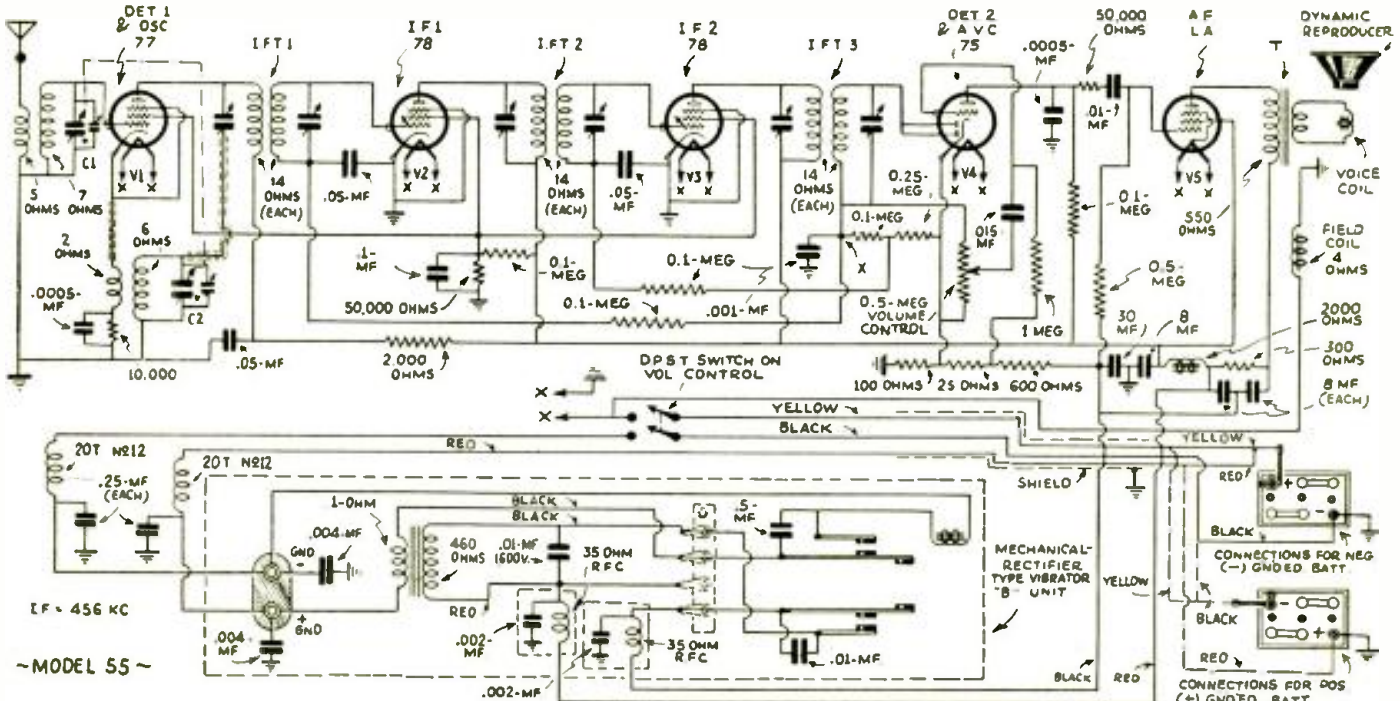 DET 1
& OSC
77
I F T 1
I F 1
78
I.F T 2
I F 2
78
I F T 3
DET 2
& A V C
75
.0005-
MF
50,000
OHMS
.01-
MF
A F
L A
T
DYNAMIC
REPRODUCER
C1
V1
X X
5
OHMS
7
OHMS
14
OHMS
(EACH)
.05-MF
V2
X X
14
OHMS
(EACH)
.05-
MF
V3
X X
14
OHMS
(EACH)
0.25-
MEG
V4
X X
0.1-
MEG
V5
X X
VOICE
COIL
550
OHMS
FIELD
COIL
4
OHMS
2
OHMS
6
OHMS
.0005-
MF
C2
10.000
.05-MF
.1-
MF
0.1-
MEG
50,000 OHMS
2,000
OHMS
0.1-MEG
0.1-MEG
0.1-MEG
X
.001-MF
.015
MF
0.5-MEG
VOLUME
CONTROL
1 MEG
0.5-
MEG
30
MF
8
MF
2000
OHMS
300
OHMS
8 MF
(EACH)
100 OHMS
25 OHMS
600 OHMS
D.P.S.T SWITCH ON
VOL CONTROL
X
X
YELLOW
BLACK
RED
YELLOW
RED
20T No12
20T No12
.25-MF
(EACH)
1-OHM
GND
-
.004-MF
+
GND
.004
MF
460
OHMS
BLACK
BLACK
.01-MF
1600V.
RED
35 OHM
R F C
.002-
MF
35 OHM
R F C
.002-MF
.5-
MF
.01-MF
SHIELD
MECHANICAL-
RECTIFIER
TYPE VIBRATOR
"B" UNIT
+
-
BLACK
CONNECTIONS FOR NEG
(-) GNDED BATT.
YELLOW
BLACK
-
+
RED
CONNECTIONS FOR POS
(+) GNDED BATT
BLACK
RED
I F = 456 KC
~MODEL 55~